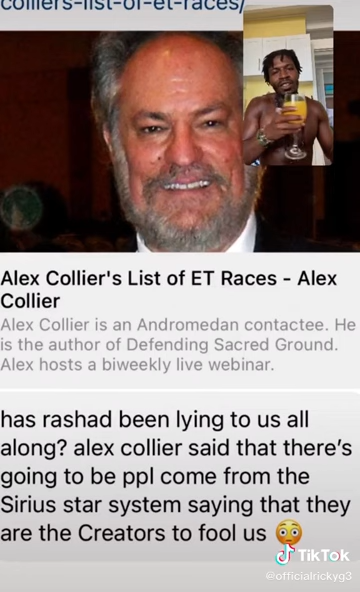 colliers-list-of-et-races/
Alex Collier's List of ET Races - Alex
Collier
Alex Collier is an Andromedan contactee. He
is the author of Defending Sacred Ground.
Alex hosts a biweekly live webinar.
has rashad been lying to us all
along? alex collier said that there’s
going to be ppl come from the
Sirius star system saying that they
are the Creators to fool us 😳
TikTok
@officialrickyg3